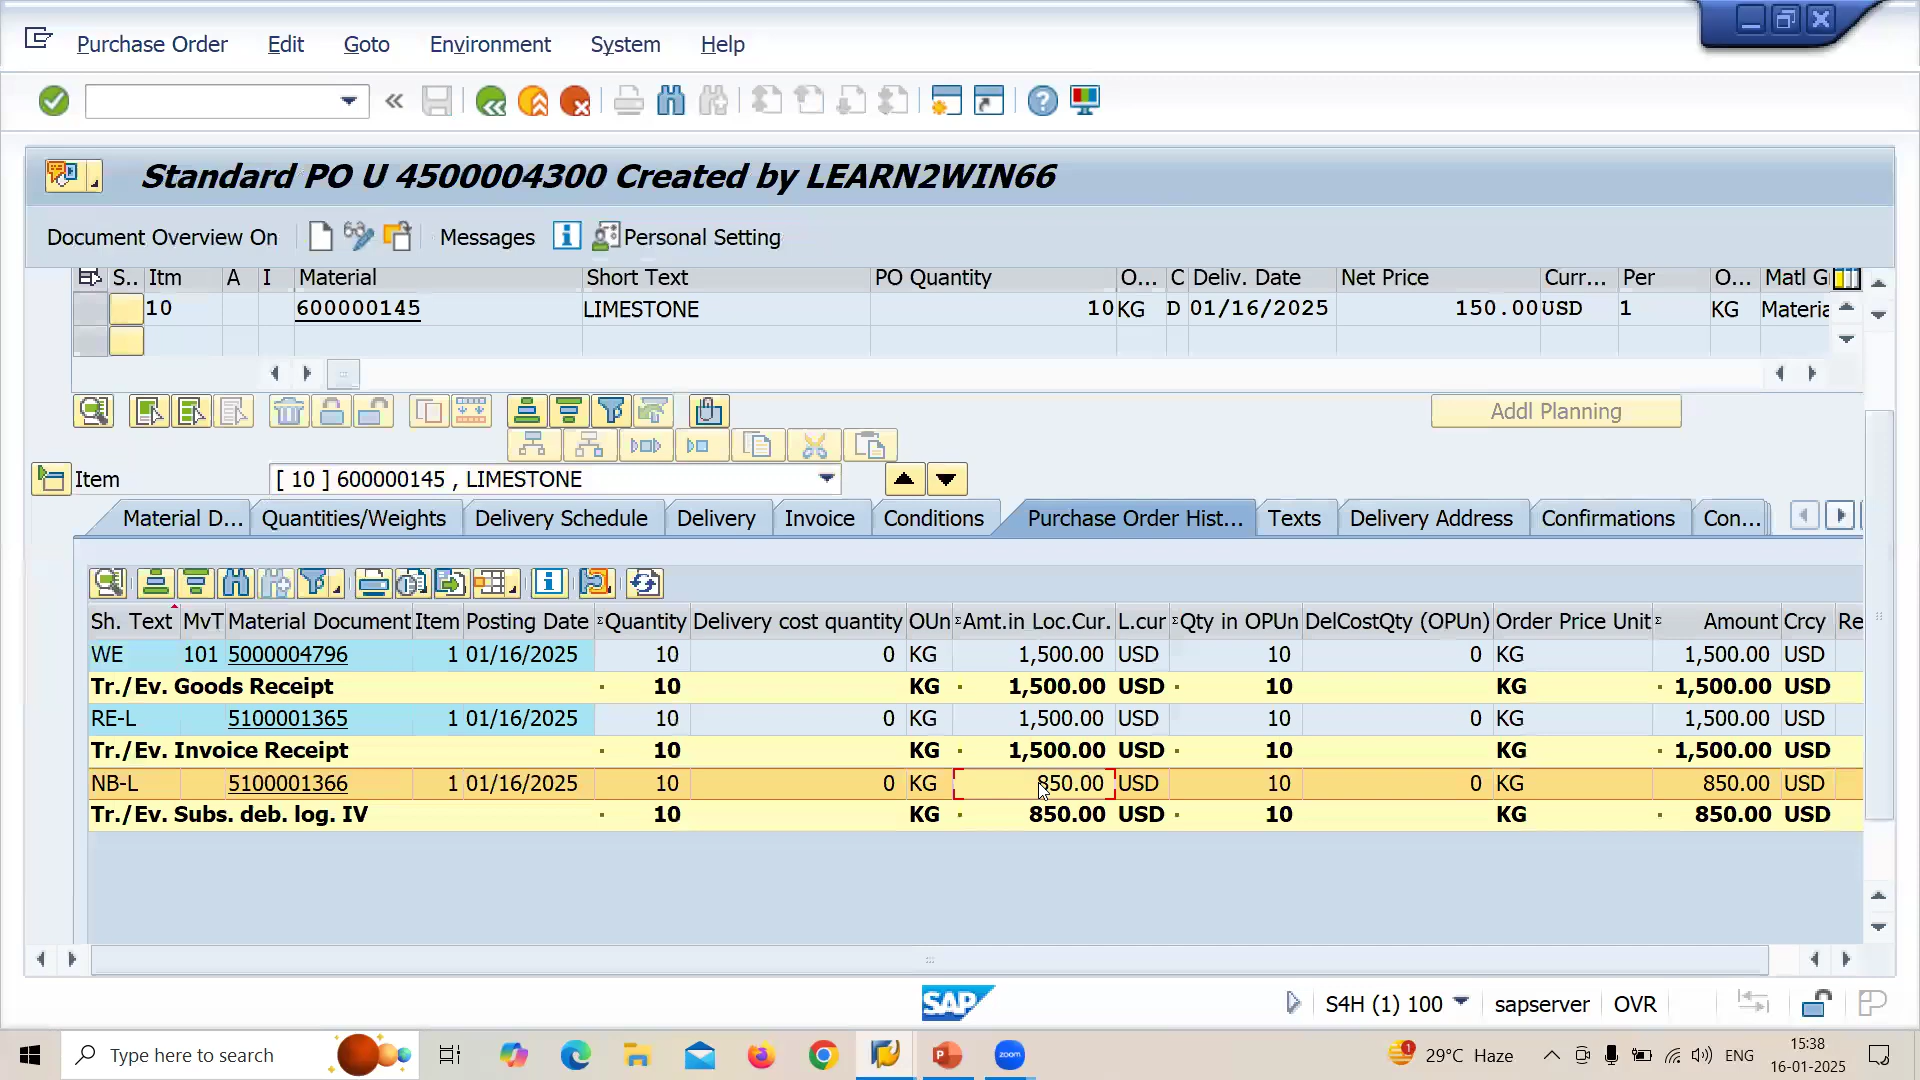 Purchase Order Edit Goto Environment System Help
Standard PO U 4500004300 Created by LEARN2WIN66
Document Overview On Messages Personal Setting
S.. Itm A I Material Short Text PO Quantity O... C Deliv. Date Net Price Curr... Per O... Matl G
10 600000145 LIMESTONE 10 KG D 01/16/2025 150.00 USD 1 KG Materia
Addl Planning
Item [ 10 ] 600000145 , LIMESTONE
Material D... Quantities/Weights Delivery Schedule Delivery Invoice Conditions Purchase Order Hist... Texts Delivery Address Confirmations Con...
Sh. Text MvT Material Document Item Posting Date Quantity Delivery cost quantity OUn Amt.in Loc.Cur. L.cur Qty in OPUn DelCostQty (OPUn) Order Price Unit Amount Crcy Re
WE 101 5000004796 1 01/16/2025 10 0 KG 1,500.00 USD 10 0 KG 1,500.00 USD
Tr./Ev. Goods Receipt 10 KG 1,500.00 USD 10 KG 1,500.00 USD
RE-L 5100001365 1 01/16/2025 10 0 KG 1,500.00 USD 10 0 KG 1,500.00 USD
Tr./Ev. Invoice Receipt 10 KG 1,500.00 USD 10 KG 1,500.00 USD
NB-L 5100001366 1 01/16/2025 10 0 KG 850.00 USD 10 0 KG 850.00 USD
Tr./Ev. Subs. deb. log. IV 10 KG 850.00 USD 10 KG 850.00 USD
SAP S4H (1) 100 sapserver OVR
Type here to search zoom 1 29°C Haze ENG 15:38
16-01-2025